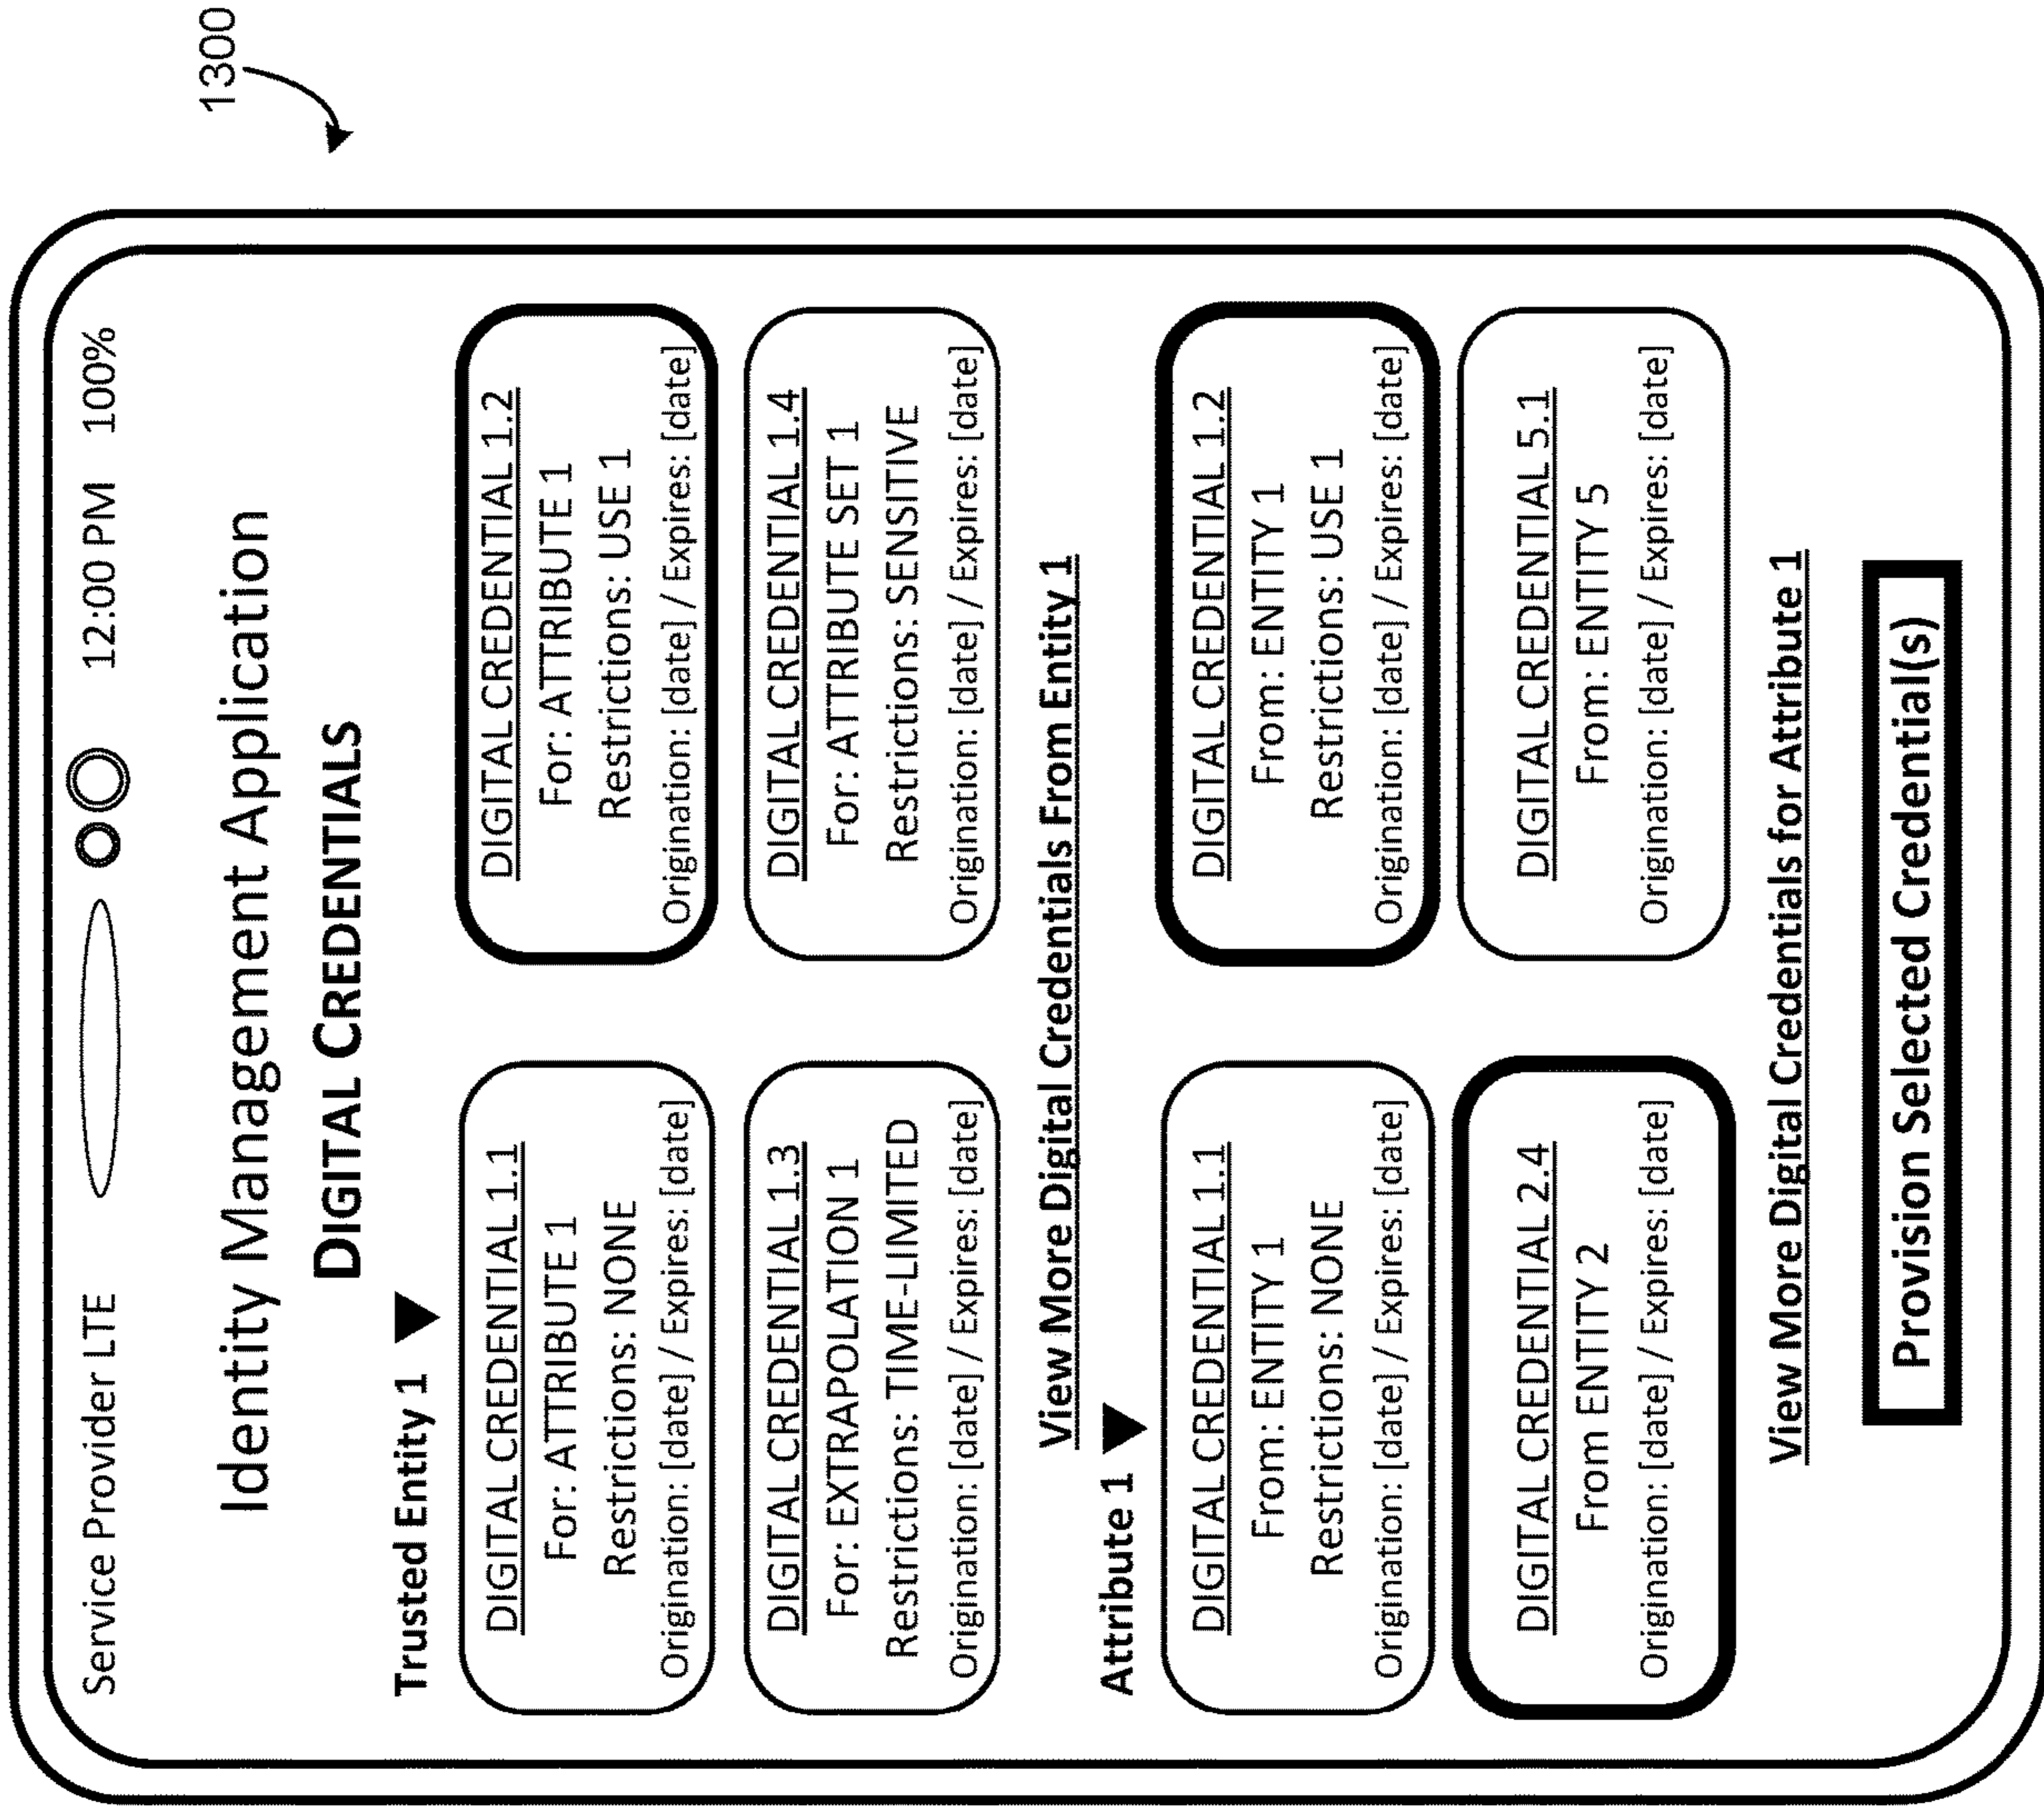 1300
Service Provider LTE 12:00 PM 100%
Identity Management Application
DIGITAL CREDENTIALS
Trusted Entity 1
DIGITAL CREDENTIAL 1.1
For: ATTRIBUTE 1
Restrictions: NONE
Origination: [date] / Expires: [date]
DIGITAL CREDENTIAL 1.2
For: ATTRIBUTE 1
Restrictions: USE 1
Origination: [date] / Expires: [date]
DIGITAL CREDENTIAL 1.3
For: EXTRAPOLATION 1
Restrictions: TIME-LIMITED
Origination: [date] / Expires: [date]
DIGITAL CREDENTIAL 1.4
For: ATTRIBUTE SET 1
Restrictions: SENSITIVE
Origination: [date] / Expires: [date]
View More Digital Credentials From Entity 1
Attribute 1
DIGITAL CREDENTIAL 1.1
From: ENTITY 1
Restrictions: NONE
Origination: [date] / Expires: [date]
DIGITAL CREDENTIAL 1.2
From: ENTITY 1
Restrictions: USE 1
Origination: [date] / Expires: [date]
DIGITAL CREDENTIAL 2.4
From ENTITY 2
Origination: [date] / Expires: [date]
DIGITAL CREDENTIAL 5.1
From: ENTITY 5
Origination: [date] / Expires: [date]
View More Digital Credentials for Attribute 1
Provision Selected Credential(s)